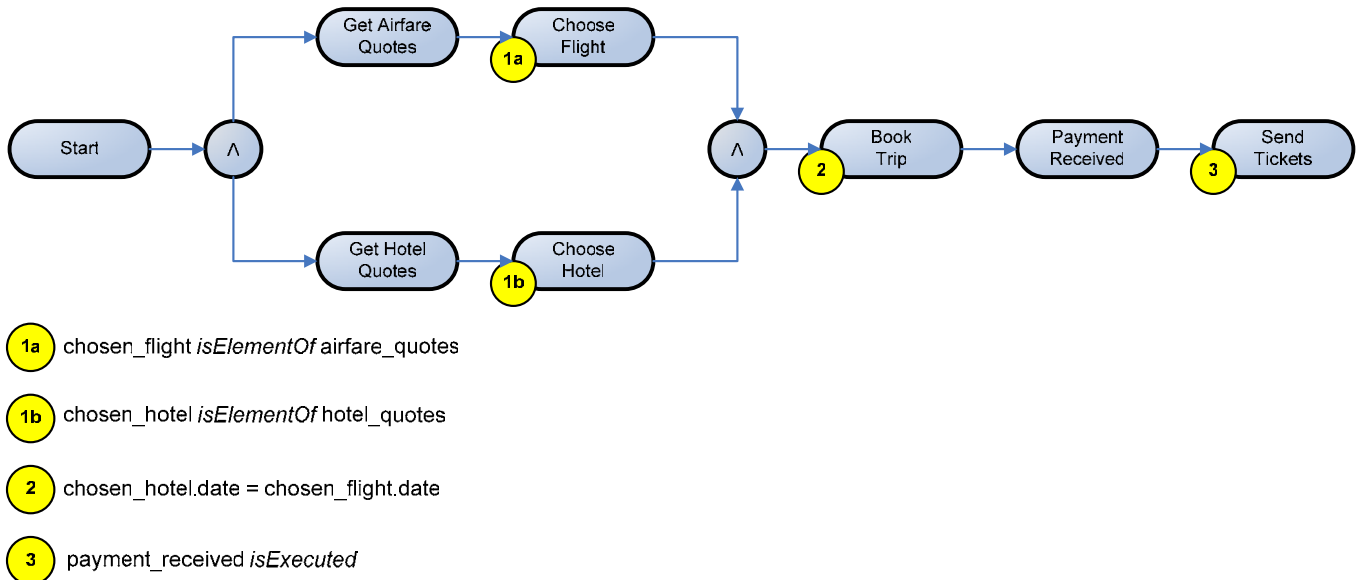 Get Airfare
Quotes
1a
Choose
Flight
Start
Λ
Λ
Book
Trip
2
Payment
Received
Send
Tickets
3
Get Hotel
Quotes
1b
Choose
Hotel
1a chosen_flight isElementOf airfare_quotes
1b chosen_hotel isElementOf hotel_quotes
2 chosen_hotel.date = chosen_flight.date
3 payment_received isExecuted